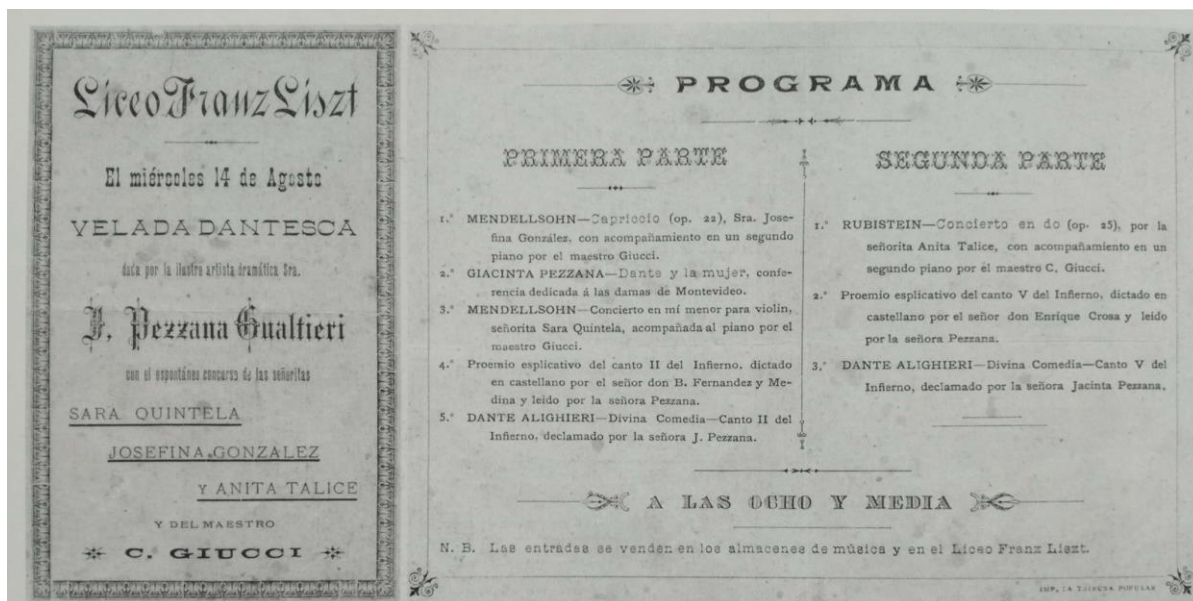 Liceo Franz Liszt
El miércoles 14 de Agosto
VELADA DANTESCA
dada por la ilustre artista dramática Sra.
J. Pezzana Gualtieri
con el espontáneo concurso de las señoritas
SARA QUINTELA
JOSEFINA GONZALEZ
Y ANITA TALICE
Y DEL MAESTRO
C. GIUCCI
PROGRAMA
PRIMERA PARTE
1.° MENDELLSOHN—Capriccio (op. 22), Sra. Jose-
fina González, con acompañamiento en un segundo
piano por el maestro Giucci.
2.° GIACINTA PEZZANA—Dante y la mujer, confe-
rencia dedicada á las damas de Montevideo.
3.° MENDELLSOHN—Concierto en mí menor para violin,
señorita Sara Quintela, acompañada al piano por el
maestro Giucci.
4.° Proemio esplicativo del canto II del Infierno, dictado
en castellano por el señor don B. Fernandez y Me-
dina y leido por la señora Pezzana.
5.° DANTE ALIGHIERI—Divina Comedia—Canto II del
Infierno, declamado por la señora J. Pezzana.
SEGUNDA PARTE
1.° RUBISTEIN—Concierto en do (op. 25), por la
señorita Anita Talice, con acompañamiento en un
segundo piano por el maestro C. Giucci.
2.° Proemio esplicativo del canto V del Infierno, dictado en
castellano por el señor don Enrique Crosa y leido
por la señora Pezzana.
3.° DANTE ALIGHIERI—Divina Comedia—Canto V del
Infierno, declamado por la señora Jacinta Pezzana.
A LAS OCHO Y MEDIA
N. B. Las entradas se venden en los almacenes de música y en el Liceo Franz Liszt.
IMP. LA TRIBUNA POPULAR